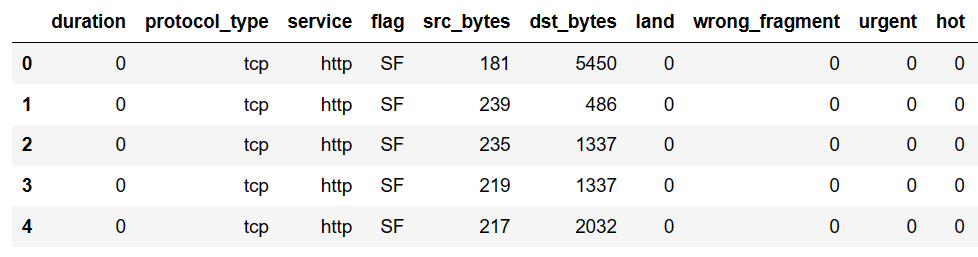 duration protocol_type service flag src_bytes dst_bytes land wrong_fragment urgent hot
0 0 tcp http SF 181 5450 0 0 0 0
1 0 tcp http SF 239 486 0 0 0 0
2 0 tcp http SF 235 1337 0 0 0 0
3 0 tcp http SF 219 1337 0 0 0 0
4 0 tcp http SF 217 2032 0 0 0 0